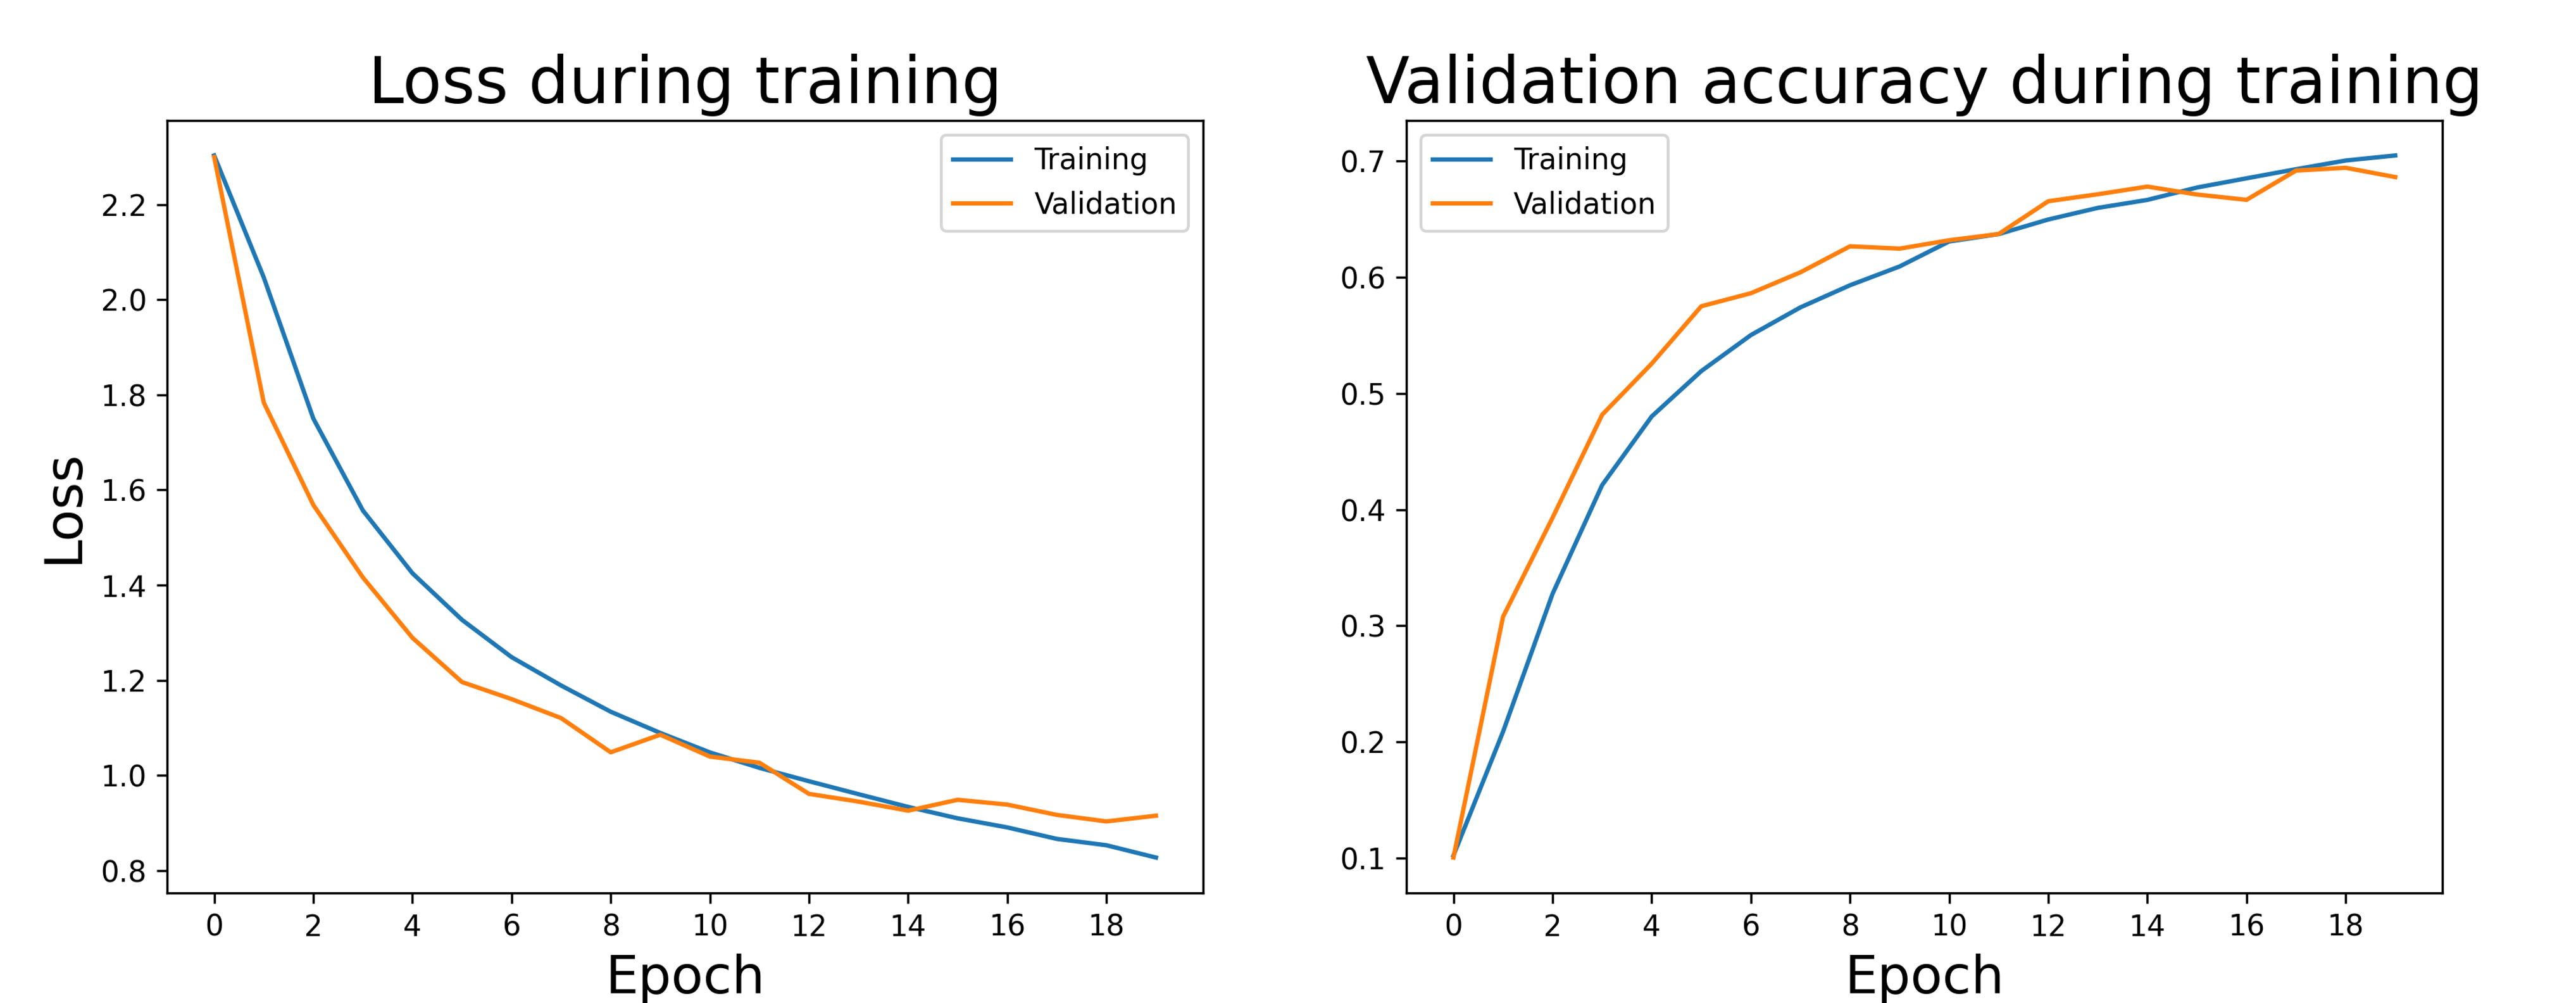 Loss during training
Training
Validation
Loss
2.2
2.0
1.8
1.6
1.4
1.2
1.0
0.8
0 2 4 6 8 10 12 14 16 18
Epoch
Validation accuracy during training
Training
Validation
0.7
0.6
0.5
0.4
0.3
0.2
0.1
0 2 4 6 8 10 12 14 16 18
Epoch